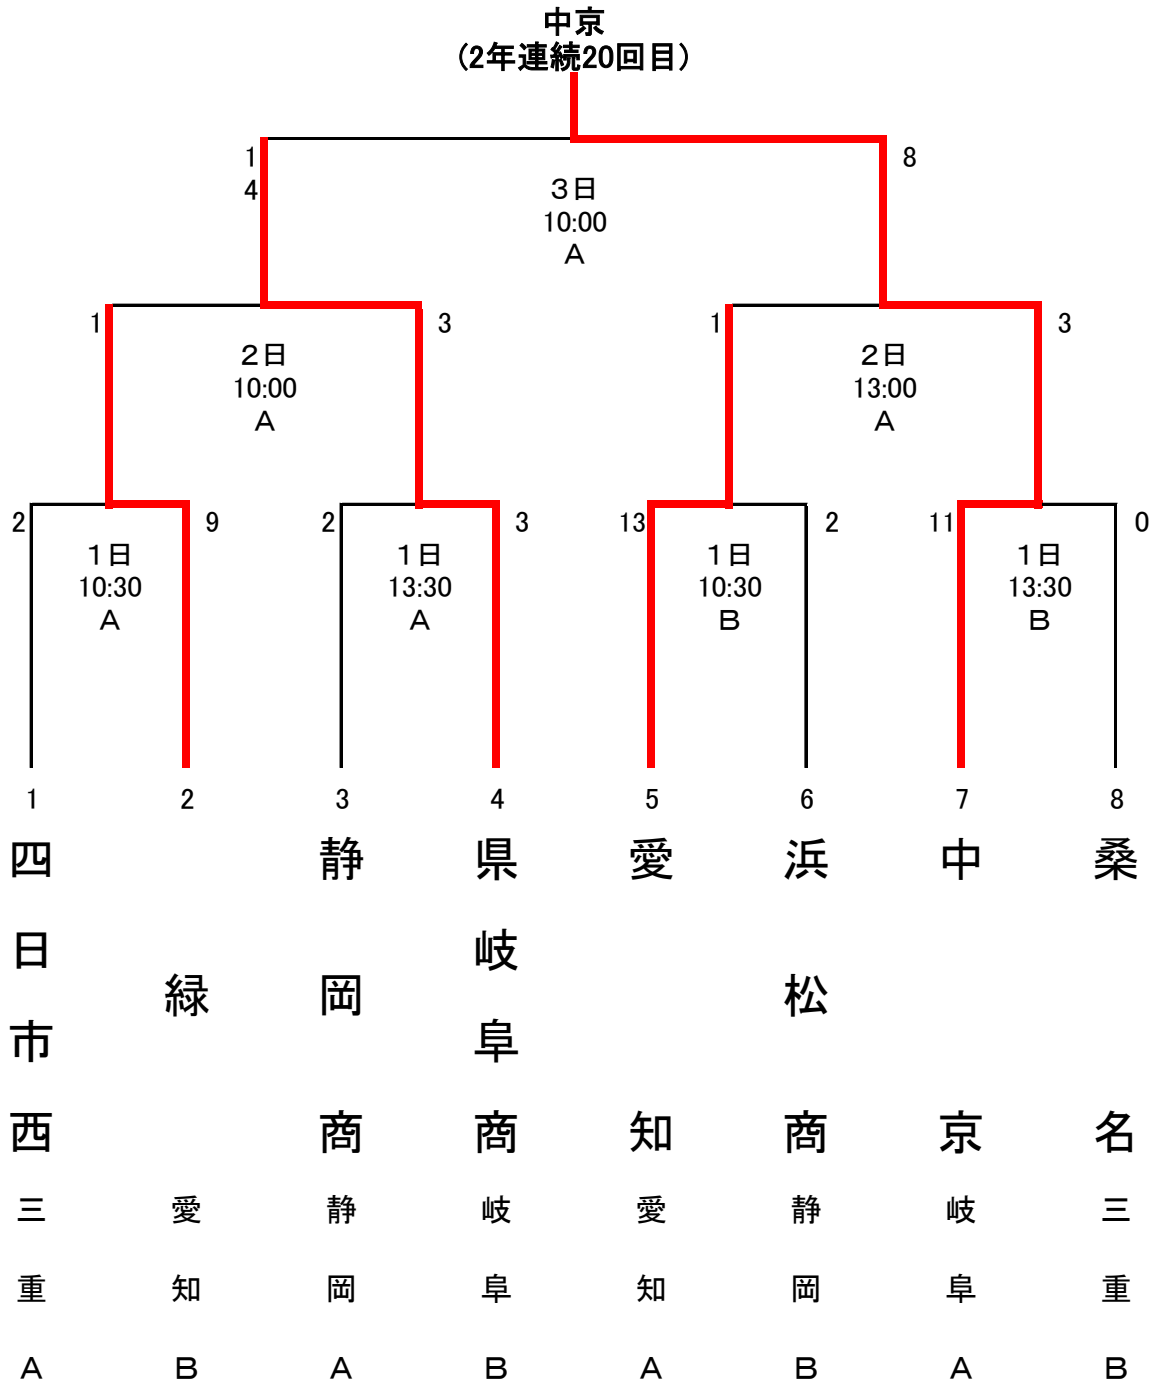 中京
(2年連続20回目)
1
4
8
3日
10:00
A
1
3
1
3
2日
10:00
A
2日
13:00
A
2
9
2
3
13
2
11
0
1日
10:30
A
1日
13:30
A
1日
10:30
B
1日
13:30
B
1
2
3
4
5
6
7
8
四日市西
緑
静岡商
県岐阜商
愛知
浜松商
中京
桑名
三重
愛知
静岡
岐阜
愛知
静岡
岐阜
三重
A
B
A
B
A
B
A
B